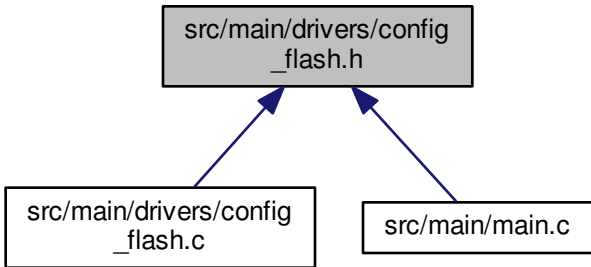 src/main/drivers/config
_flash.h
src/main/drivers/config
_flash.c
src/main/main.c